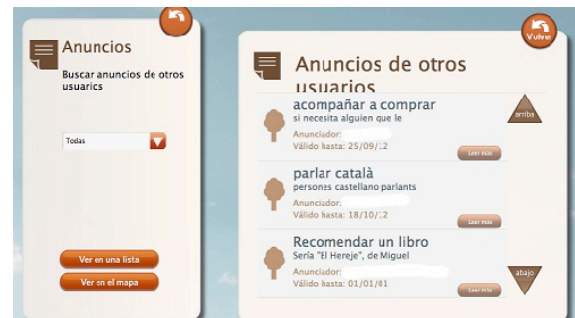 Anuncios
Buscar anuncios de otros
usuarios
Todas
Ver en una lista
Ver en el mapa
Volver
Anuncios de otros
usuarios
acompañar a comprar
si necesita alguien que le
Anunciador:
Válido hasta: 25/09/12
Leer más
arriba
parlar català
persones castellano parlants
Anunciador:
Válido hasta: 18/10/12
Leer más
Recomendar un libro
Sería "El Hereje", de Miguel
Anunciador:
Válido hasta: 01/01/01
Leer más
abajo